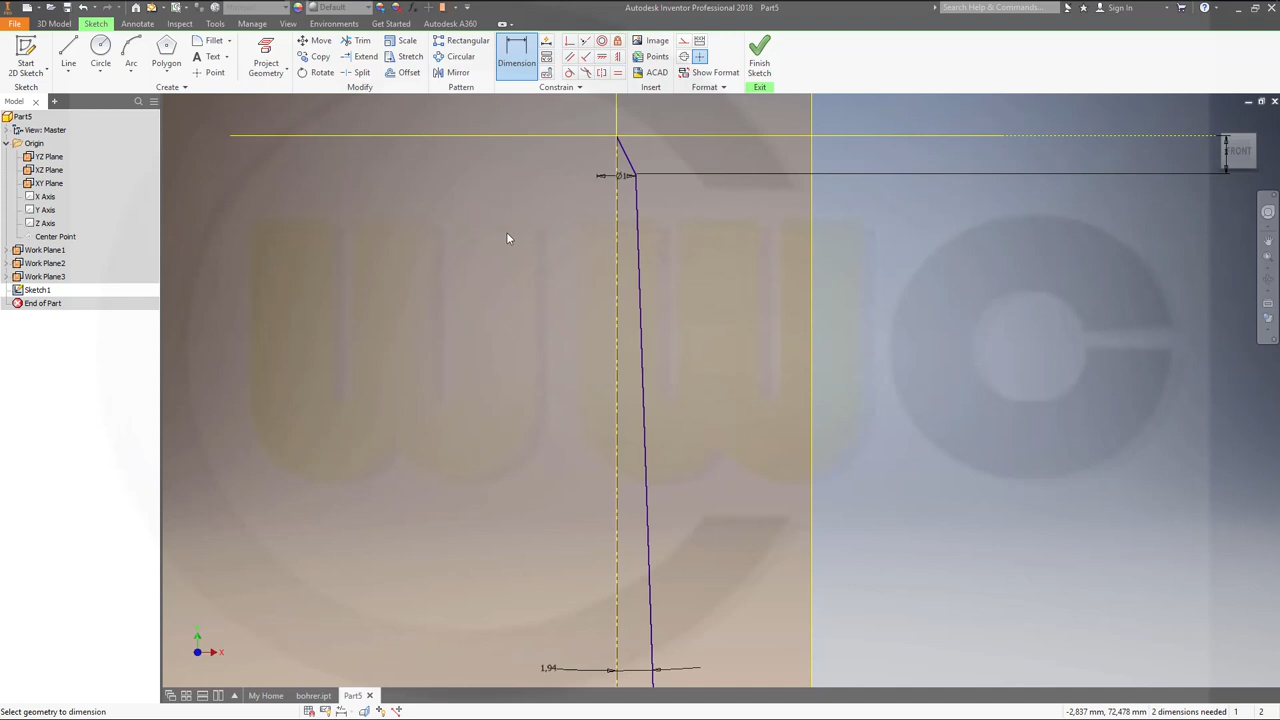 Default
Autodesk Inventor Professional 2018 Part5
Search Help & Commands...
Sign In
File
3D Model
Sketch
Annotate
Inspect
Tools
Manage
View
Environments
Get Started
Autodesk A360
Start
2D Sketch
Line
Circle
Arc
Polygon
Fillet
Text
Point
Project
Geometry
Move
Copy
Rotate
Trim
Extend
Split
Scale
Stretch
Offset
Rectangular
Circular
Mirror
Dimension
Image
Points
ACAD
Show Format
Finish
Sketch
Sketch
Create
Modify
Pattern
Constrain
Insert
Format
Exit
Model
Part5
View: Master
Origin
YZ Plane
XZ Plane
XY Plane
X Axis
Y Axis
Z Axis
Center Point
Work Plane1
Work Plane2
Work Plane3
Sketch1
End of Part
FRONT
Ø1
1,94
X
My Home
bohrer.ipt
Part5
Select geometry to dimension
-2,837 mm, 72,478 mm
2 dimensions needed
1
2